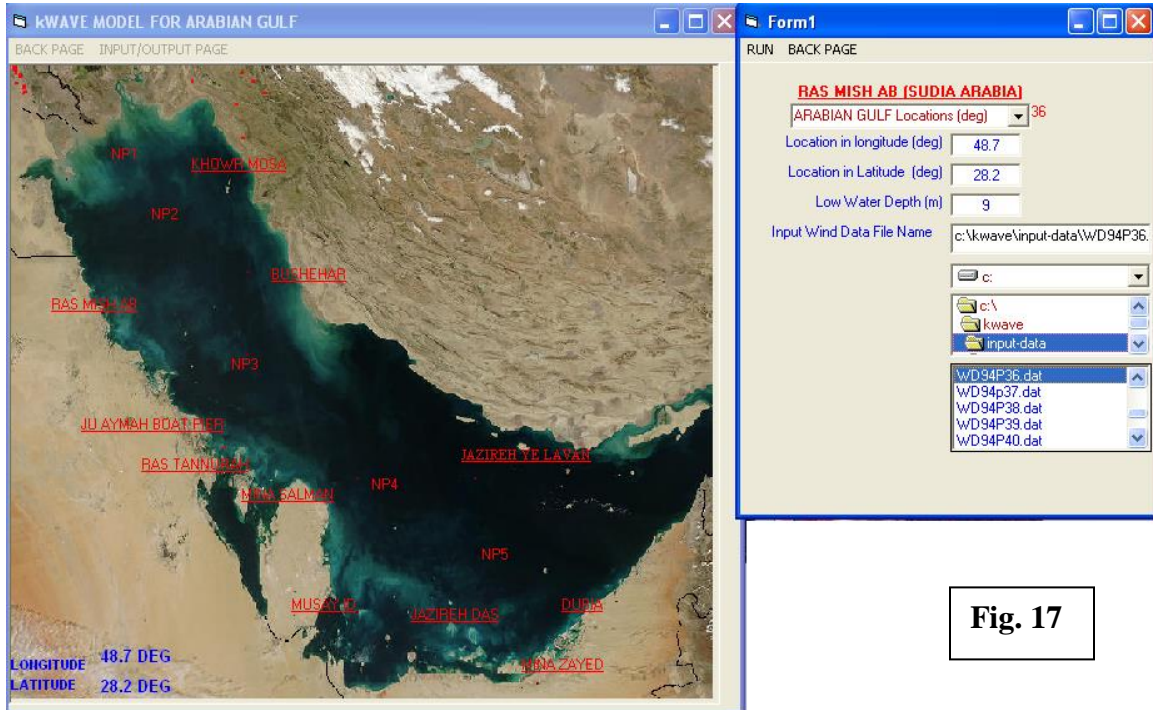 kWAVE MODEL FOR ARABIAN GULF
BACK PAGE INPUT/OUTPUT PAGE
NP1
KHOWR MOSA
NP2
BUSHEHAR
RAS MISH AB
NP3
JU AYMAH BOAT PIER
RAS TANNURAH
JAZIREH YE LAVAN
MINA SALMAN
NP4
NP5
MUSAY ID
JAZIREH DAS
DUBIA
MINA ZAYED
LONGITUDE 48.7 DEG
LATITUDE 28.2 DEG
Form1
RUN BACK PAGE
RAS MISH AB (SUDIA ARABIA)
ARABIAN GULF Locations (deg) 36
Location in longitude (deg) 48.7
Location in Latitude (deg) 28.2
Low Water Depth (m) 9
Input Wind Data File Name c:\kwave\input-data\WD94P36.
c:
c:\
kwave
input-data
WD94P36.dat
WD94p37.dat
WD94P38.dat
WD94P39.dat
WD94P40.dat
Fig. 17